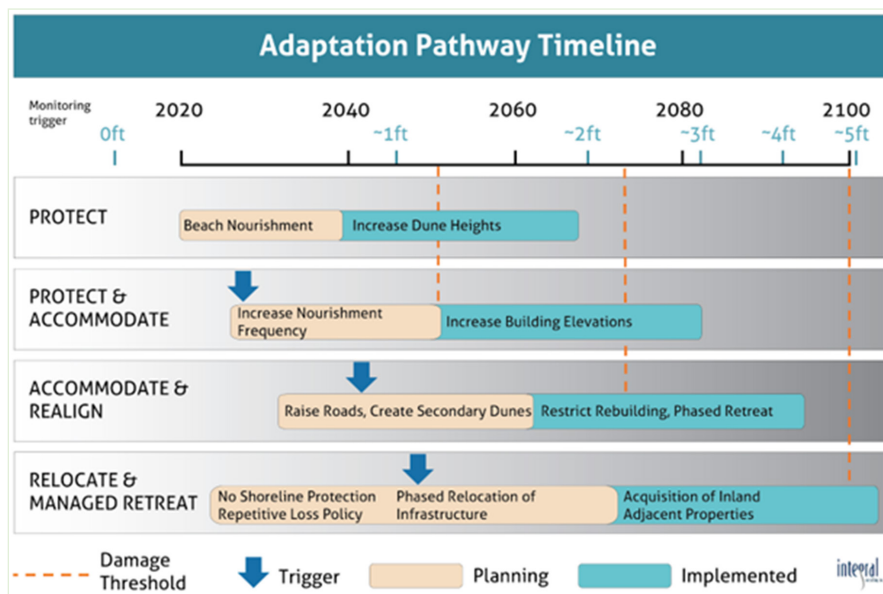 Adaptation Pathway Timeline
Monitoring
trigger
2020 2040 2060 2080 2100
0ft ~1ft ~2ft ~3ft ~4ft ~5ft
PROTECT
Beach Nourishment
Increase Dune Heights
PROTECT &
ACCOMMODATE
Increase Nourishment
Frequency
Increase Building Elevations
ACCOMMODATE &
REALIGN
Raise Roads, Create Secondary Dunes
Restrict Rebuilding, Phased Retreat
RELOCATE &
MANAGED RETREAT
No Shoreline Protection
Repetitive Loss Policy
Phased Relocation of
Infrastructure
Acquisition of Inland
Adjacent Properties
Damage
Threshold
Trigger
Planning
Implemented
integral